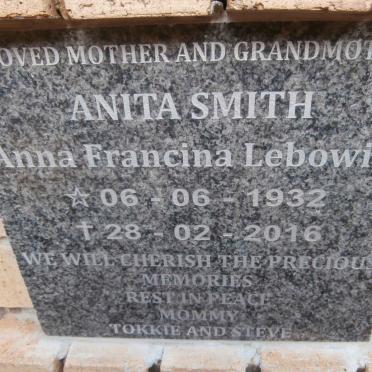 OVED MOTHER AND GRANDMOT
ANITA SMITH
Anna Francina Lebowi
☆ 06 - 06 - 1932
† 28 - 02 - 2016
WE WILL CHERISH THE PRECIOUS
MEMORIES
REST IN PEACE
MOMMY
TOKKIE AND STEVE